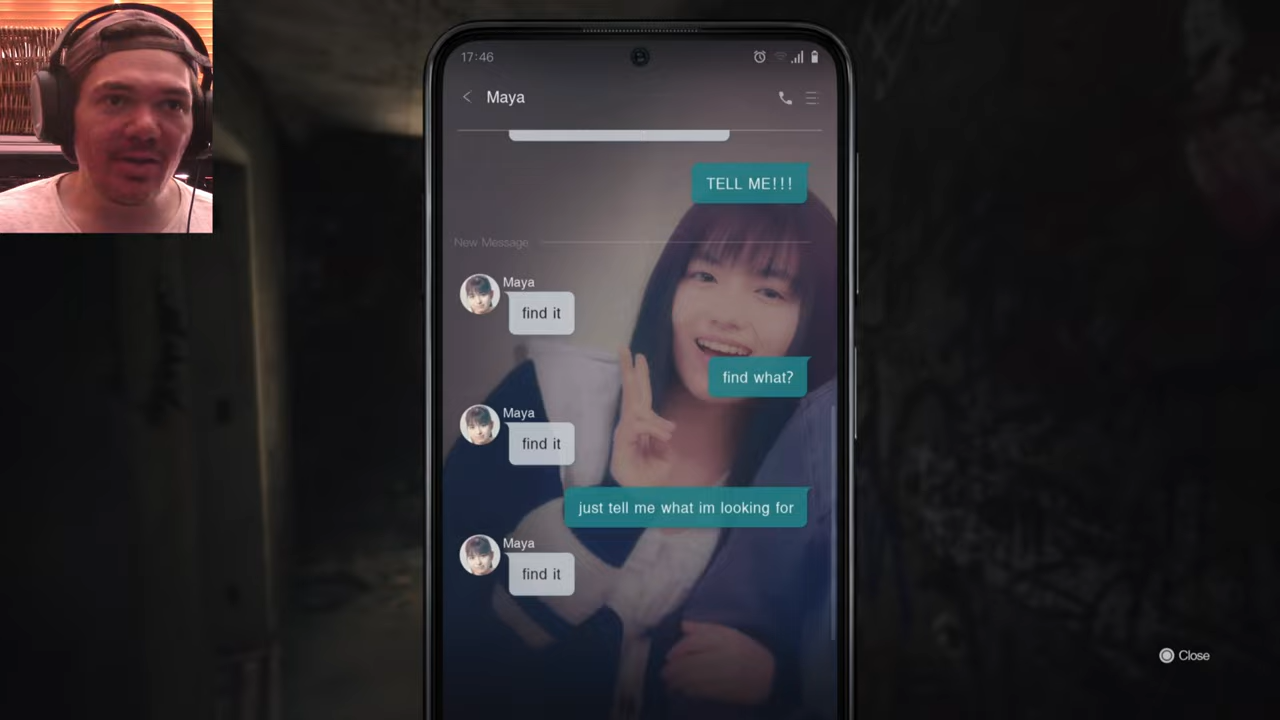 17:46
Maya
TELL ME!!!
New Message
Maya
find it
find what?
Maya
find it
just tell me what im looking for
Maya
find it
Close